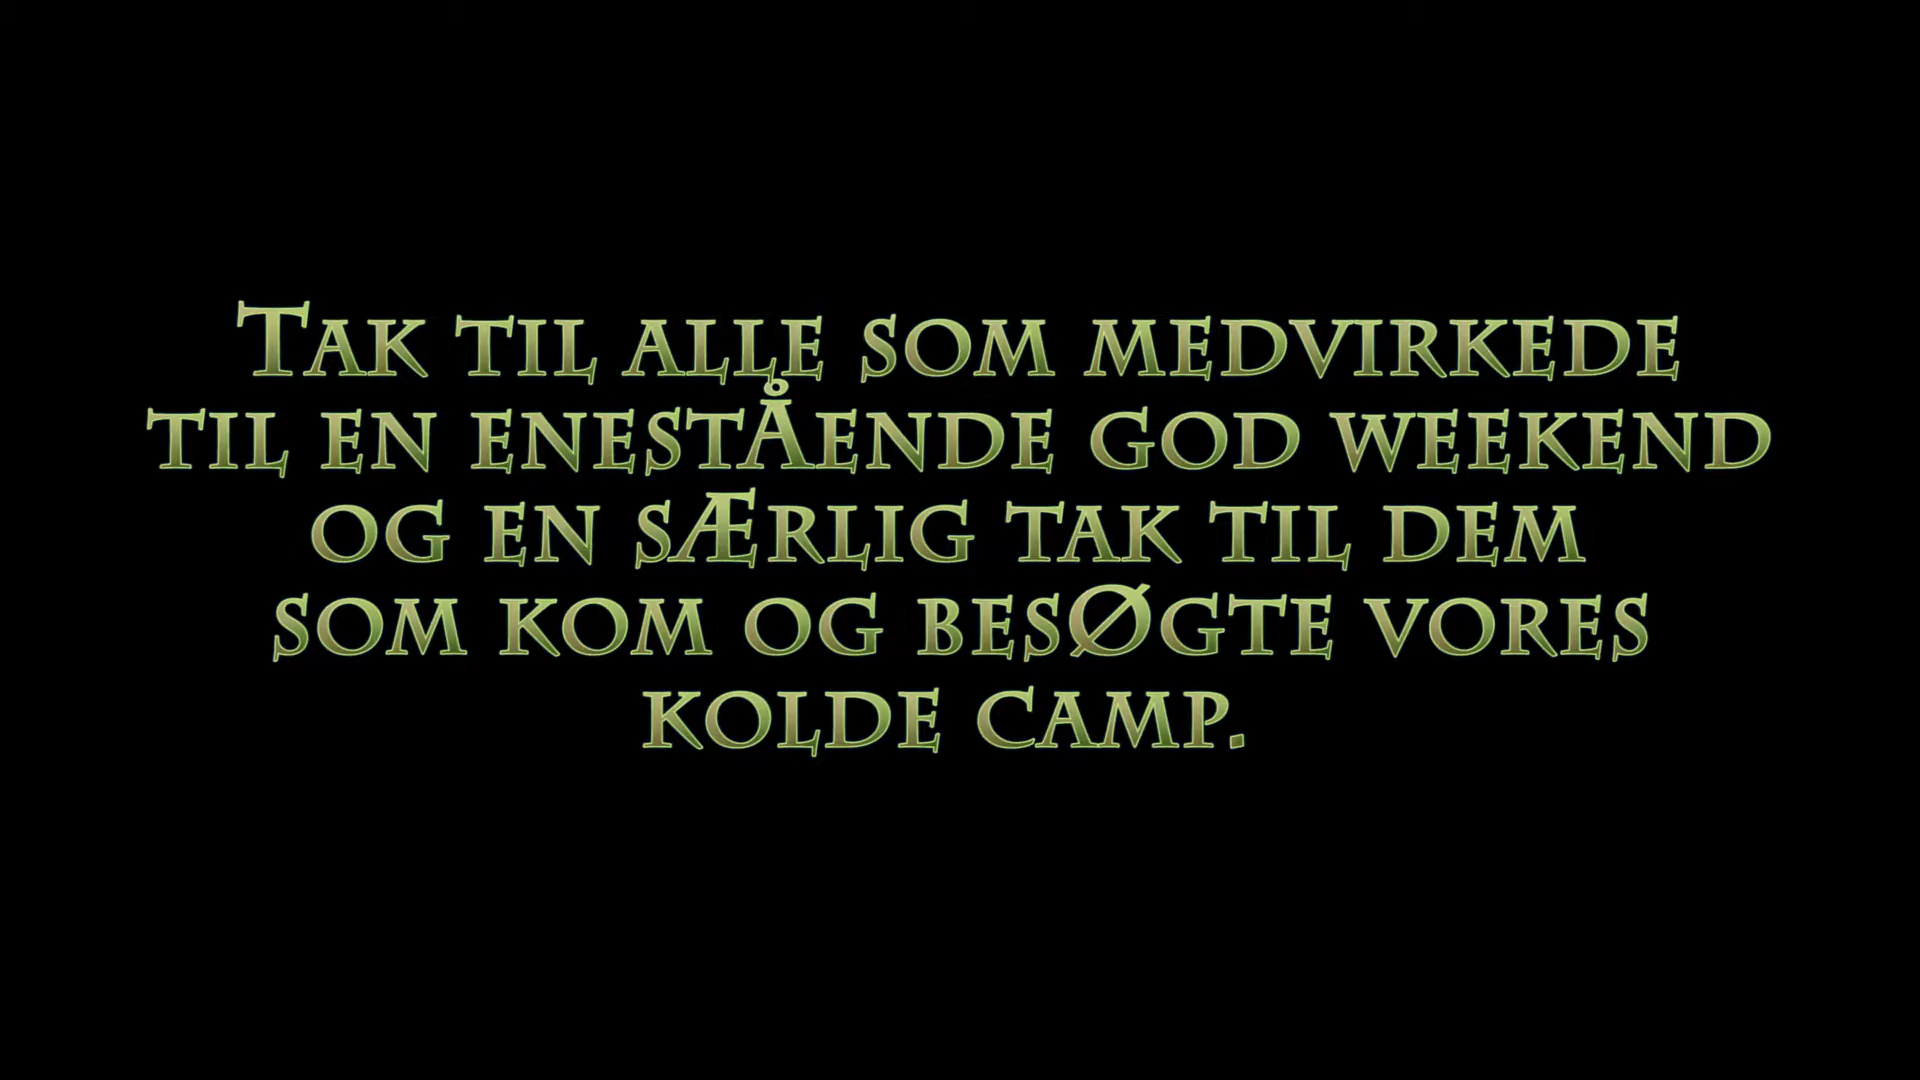 Tak til alle som medvirkede
til en enestÅende god weekend
og en sÆrlig tak til dem
som kom og besØgte vores
kolde camp.